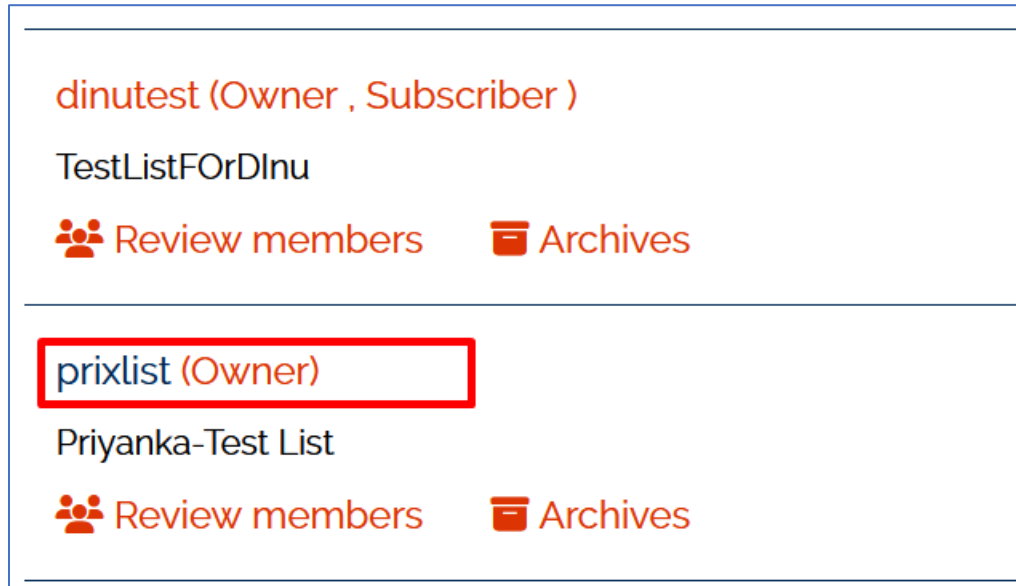 dinutest (Owner , Subscriber )
TestListFOrDInu
Review members Archives
prixlist (Owner)
Priyanka-Test List
Review members Archives